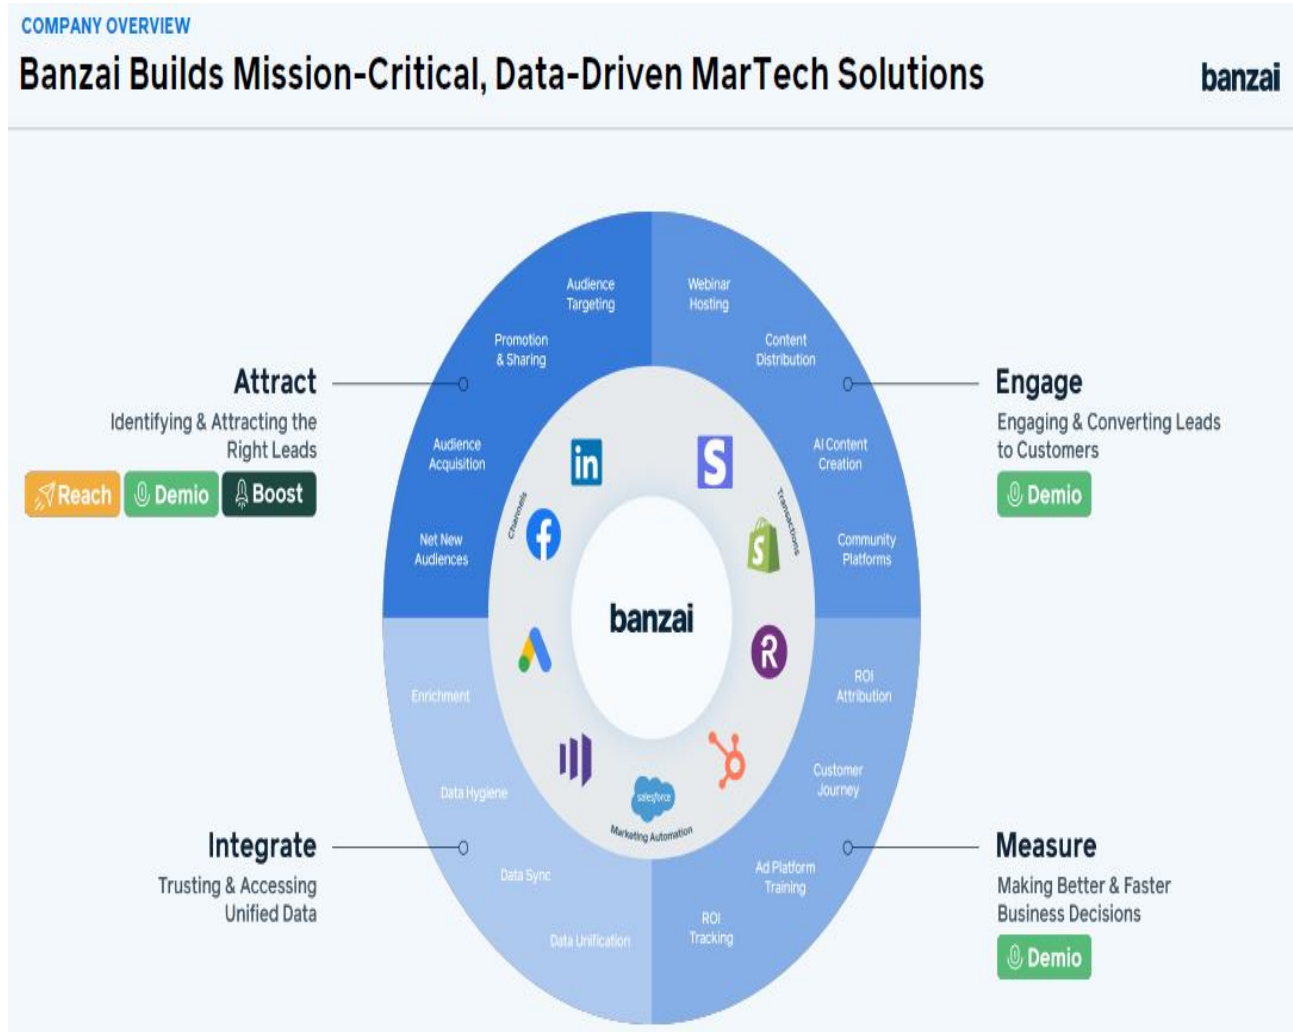 COMPANY OVERVIEW
Banzai Builds Mission-Critical, Data-Driven MarTech Solutions
banzai
Attract
Identifying & Attracting the
Right Leads
Reach
Demio
Boost
Audience
Targeting
Promotion
& Sharing
Audience
Acquisition
Net New
Audiences
Webinar
Hosting
Content
Distribution
AI Content
Creation
Community
Platforms
Engage
Engaging & Converting Leads
to Customers
Demio
Channels
in
f
S
Transactions
S
banzai
R
salesforce
Marketing Automation
Integrate
Trusting & Accessing
Unified Data
Enrichment
Data Hygiene
Data Sync
Data Unification
ROI
Attribution
Customer
Journey
Ad Platform
Training
ROI
Tracking
Measure
Making Better & Faster
Business Decisions
Demio